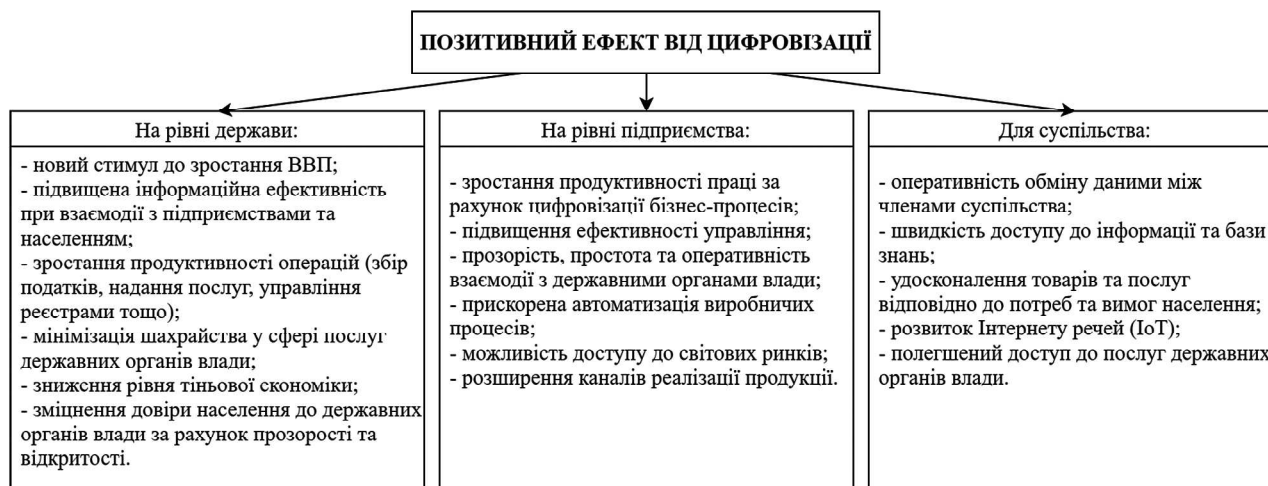 ПОЗИТИВНИЙ ЕФЕКТ ВІД ЦИФРОВІЗАЦІЇ
На рівні держави:
- новий стимул до зростання ВВП;
- підвищена інформаційна ефективність
при взаємодії з підприємствами та
населенням;
- зростання продуктивності операцій (збір
податків, надання послуг, управління
реєстрами тощо);
- мінімізація шахрайства у сфері послуг
державних органів влади;
- зниження рівня тіньової економіки;
- зміцнення довіри населення до державних
органів влади за рахунок прозорості та
відкритості.
На рівні підприємства:
- зростання продуктивності праці за
рахунок цифровізації бізнес-процесів;
- підвищення ефективності управління;
- прозорість, простота та оперативність
взаємодії з державними органами влади;
- прискорена автоматизація виробничих
процесів;
- можливість доступу до світових ринків;
- розширення каналів реалізації продукції.
Для суспільства:
- оперативність обміну даними між
членами суспільства;
- швидкість доступу до інформації та бази
знань;
- удосконалення товарів та послуг
відповідно до потреб та вимог населення;
- розвиток Інтернету речей (IoT);
- полегшений доступ до послуг державних
органів влади.